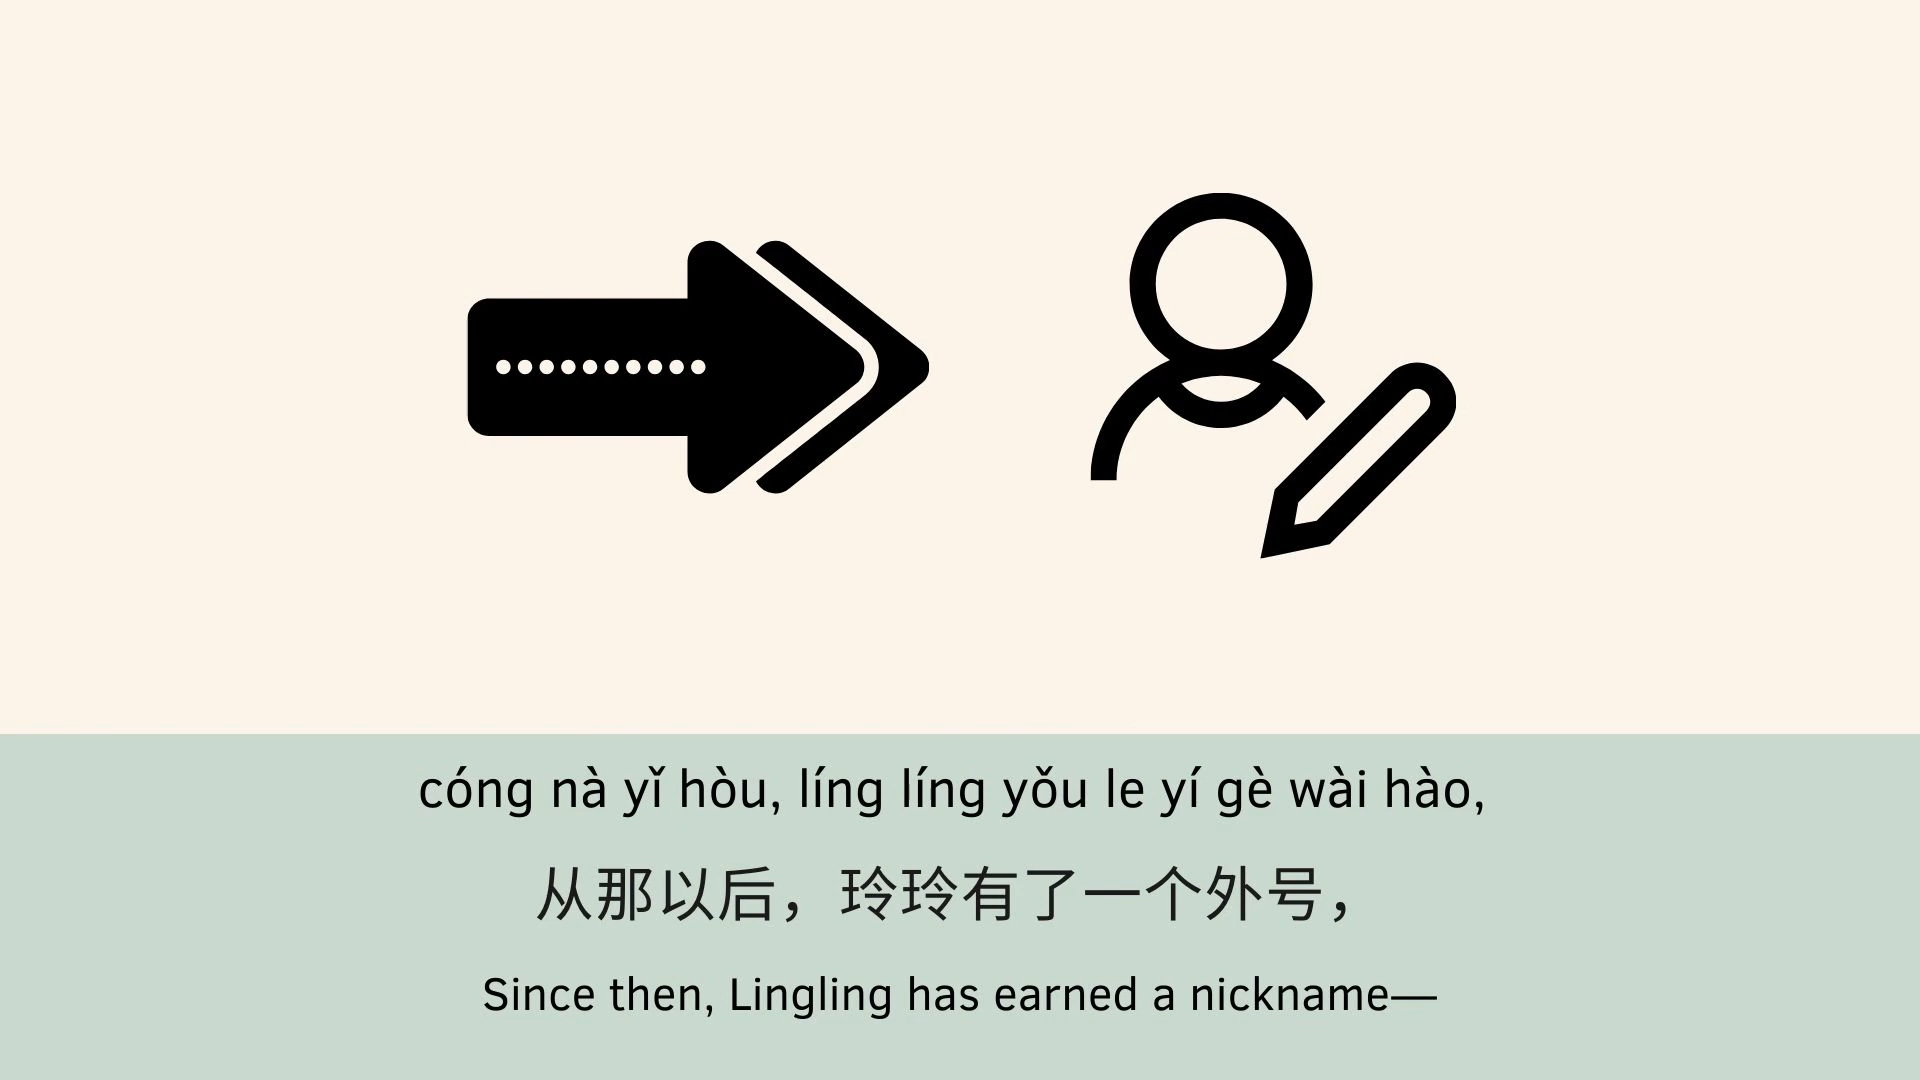 cóng nà yǐ hòu, líng líng yǒu le yí gè wài hào,
从那以后，玲玲有了一个外号，
Since then, Lingling has earned a nickname—